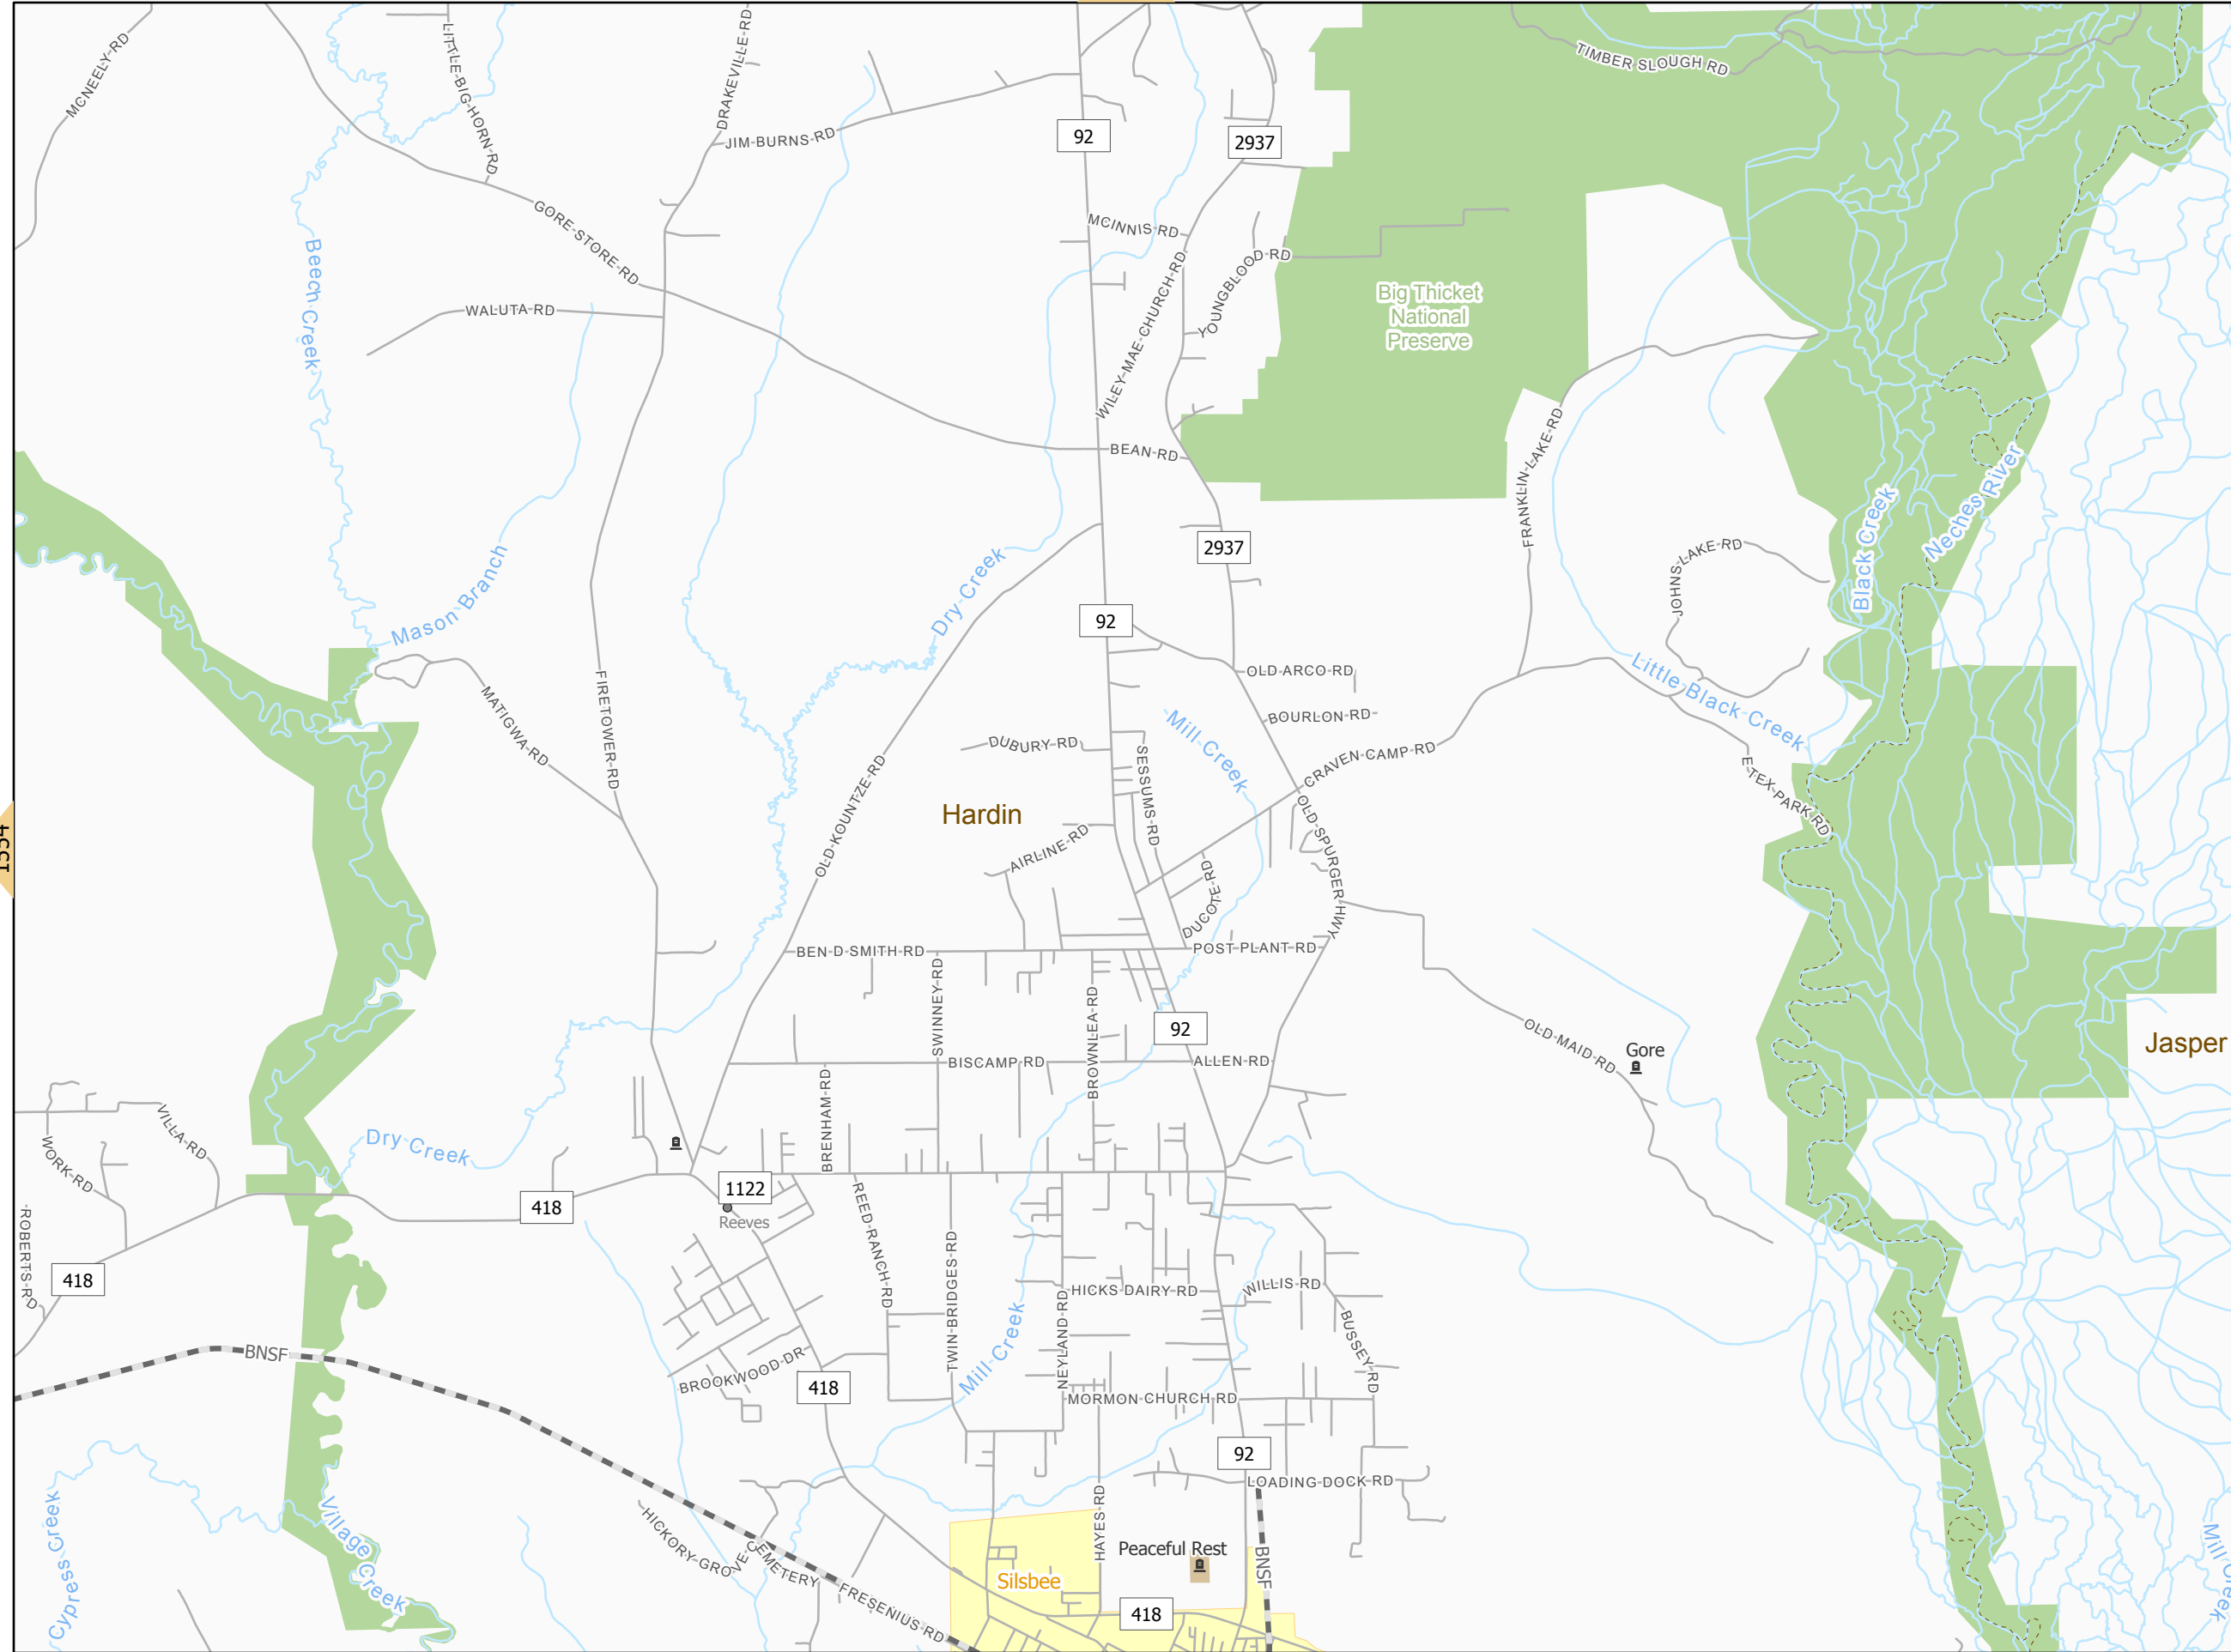 MCNEELY-RD
LITTLE-BIG-HORN-RD
DRAKEVILLE-RD
JIM-BURNS-RD
92
2937
TIMBER SLOUGH RD
GORE-STORE-RD
MCINNIS-RD
YOUNGBLOOD-RD
WILEY-MAE-CHURCH-RD
Beech Creek
WALUTA-RD
Big Thicket
National
Preserve
BEAN-RD
FRANKLIN-LAKE-RD
2937
Black Creek
Neches River
JOHNS-LAKE-RD
Mason Branch
Dry-Creek
92
OLD-ARCO-RD
BOURLON-RD
Little Black Creek
MATIGWA-RD
FIRETOWER-RD
DUBURY-RD
SESSUMS-RD
Mill-Creek
CRAVEN-CAMP-RD
E TEX-PARK RD
OLD-KOUNTZE-RD
Hardin
AIRLINE-RD
OLD-SPURGER-HWY
DUCOTE-RD
BEN-D-SMITH-RD
POST-PLANT-RD
SWINNEY-RD
BROWNLEA-RD
92
OLD-MAID-RD
Gore
Jasper
BISCAMP-RD
ALLEN-RD
BRENHAM-RD
VILLA-RD
WORK-RD
Dry Creek
1122
418
Reeves
REED-RANCH-RD
TWIN-BRIDGES-RD
ROBERTS-RD
418
HICKS-DAIRY-RD
WILLIS-RD
NEYLAND-RD
BUSSEY-RD
Mill-Creek
BNSF
BROOKWOOD-DR
418
MORMON-CHURCH-RD
92
LOADING-DOCK-RD
Cypress Creek
Village Creek
HICKORY-GROVE-CEMETERY
FRESENIUS-RD
HAYES-RD
Peaceful Rest
BNSF
Silsbee
418